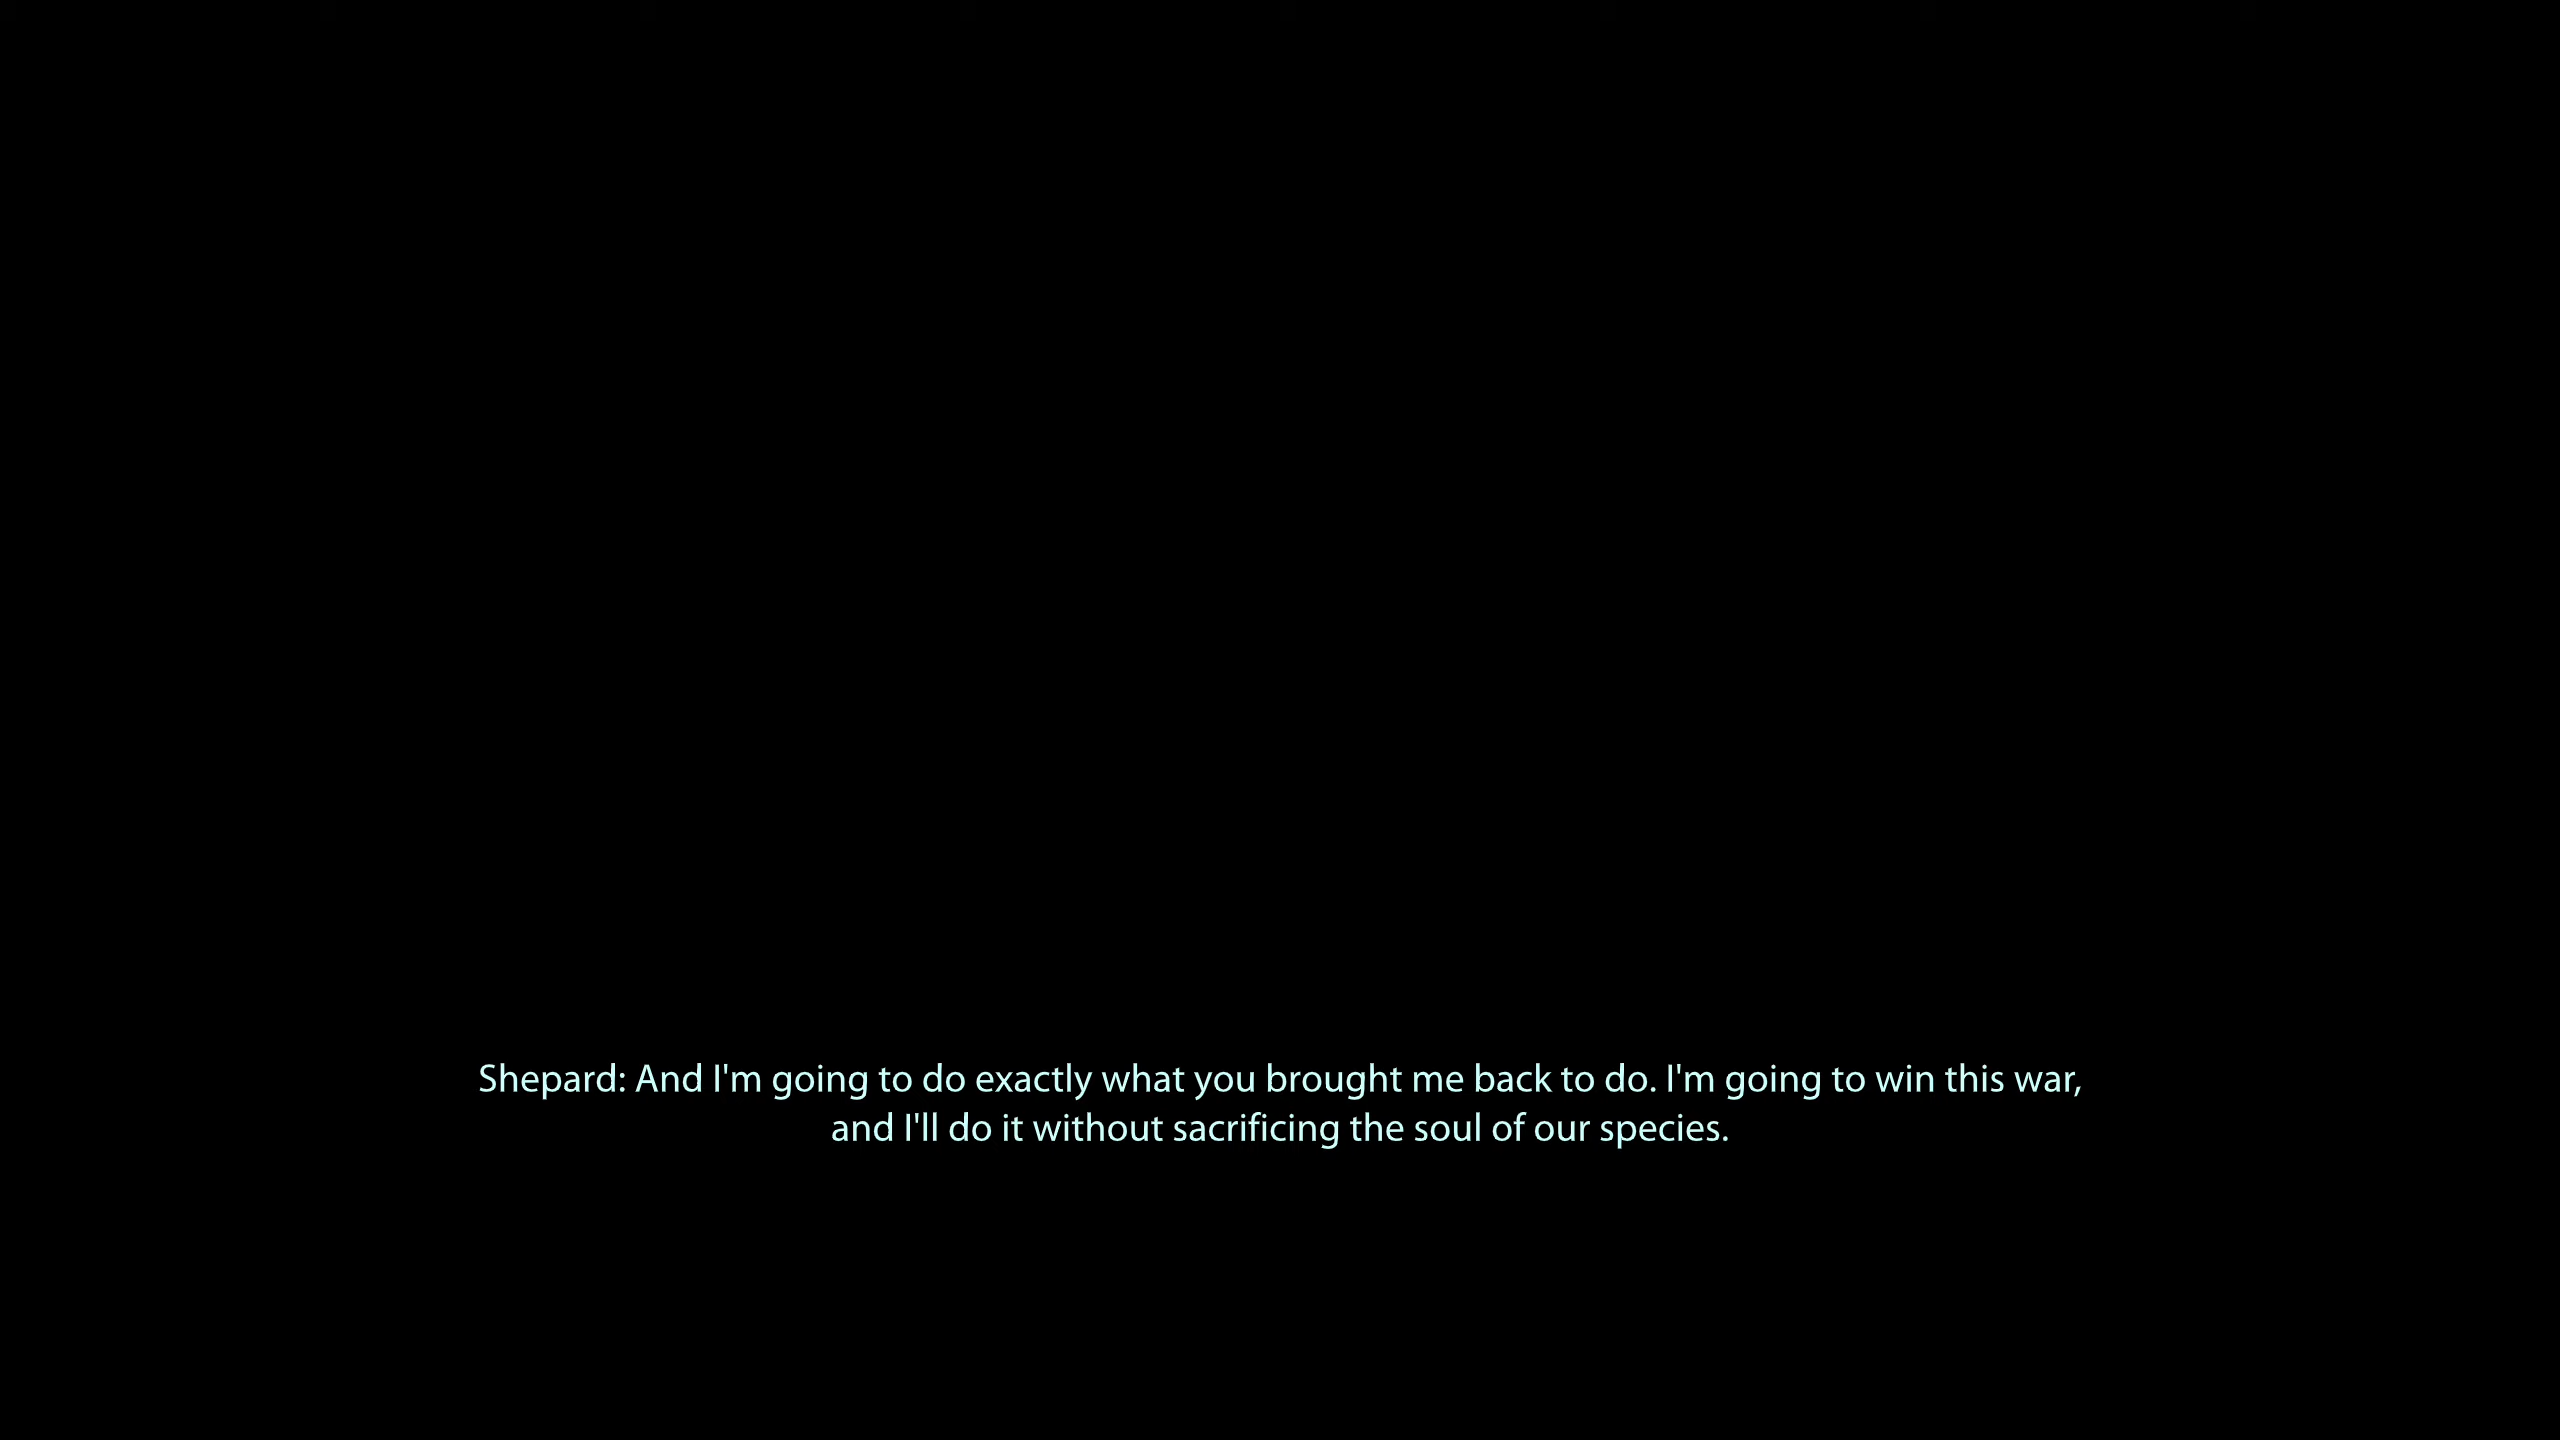 Shepard: And I'm going to do exactly what you brought me back to do. I'm going to win this war,
and I'll do it without sacrificing the soul of our species.